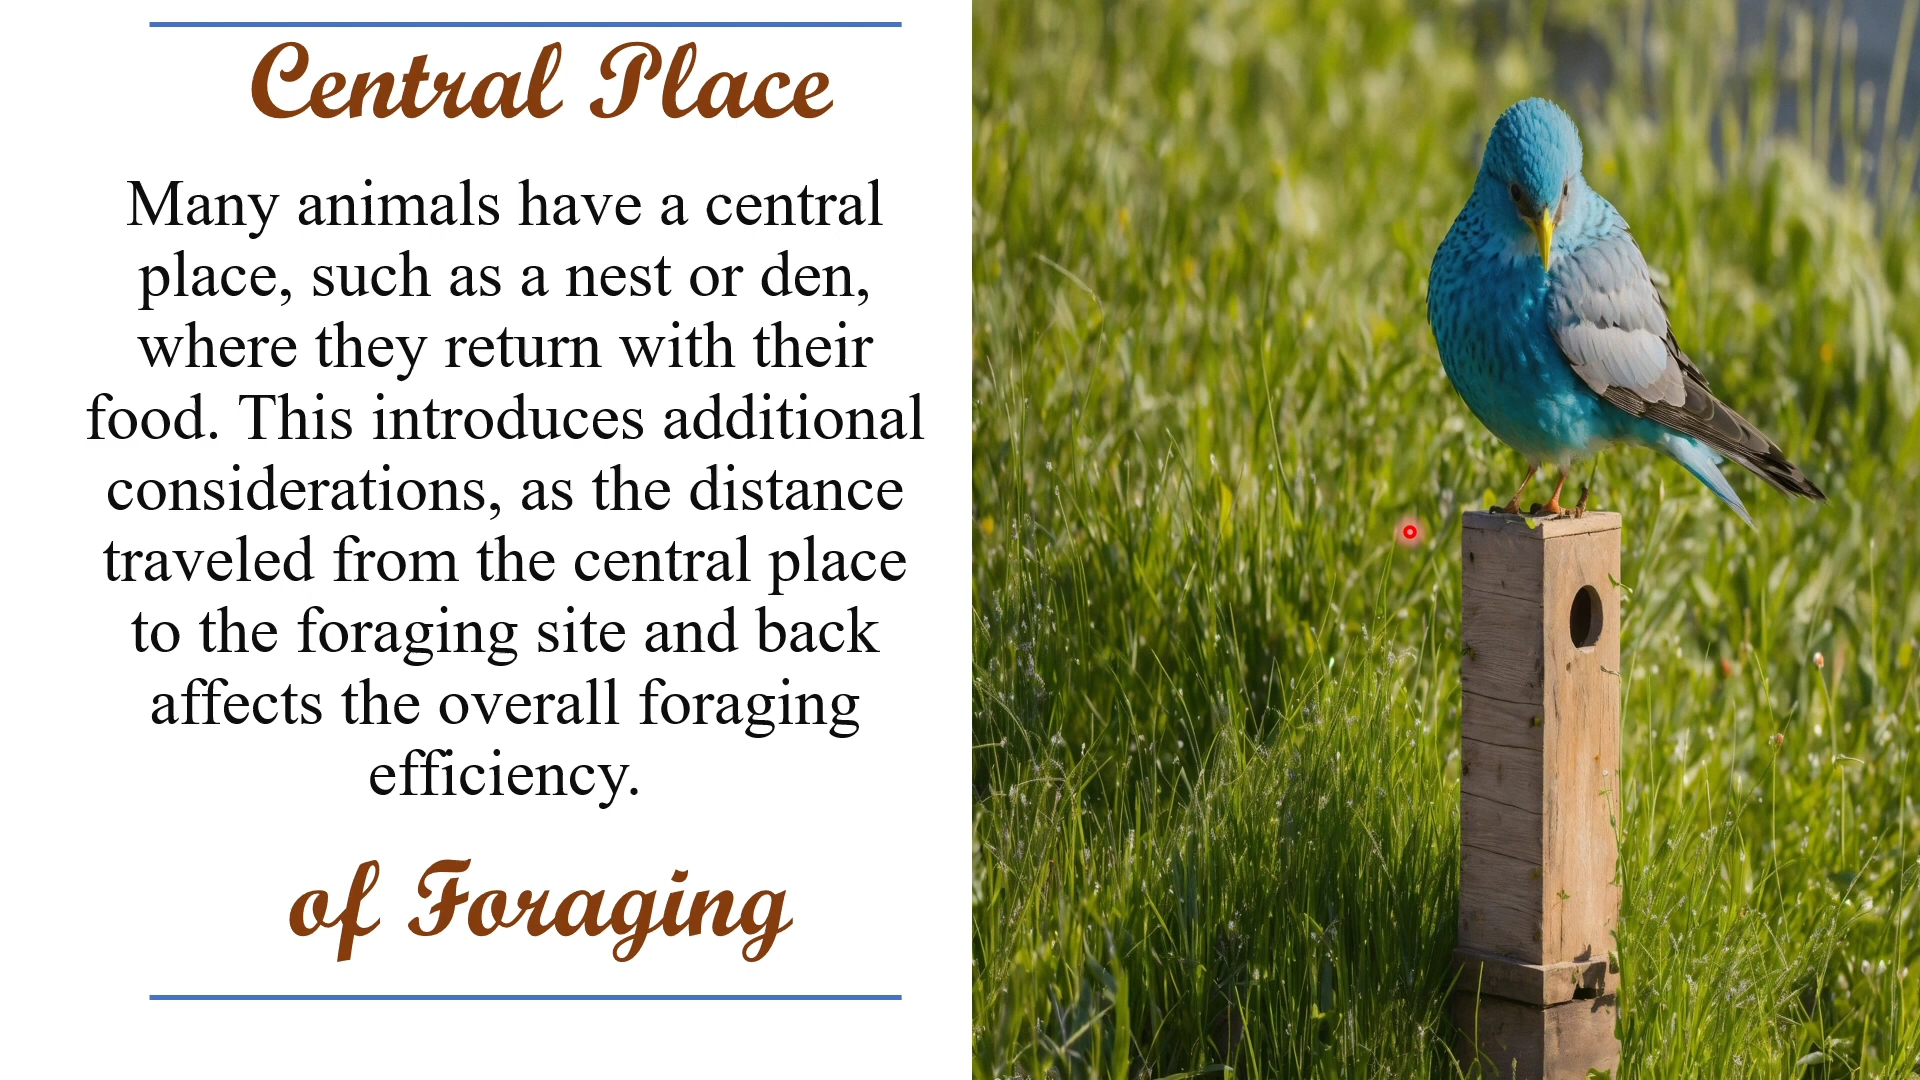 Central Place
Many animals have a central
place, such as a nest or den,
where they return with their
food. This introduces additional
considerations, as the distance
traveled from the central place
to the foraging site and back
affects the overall foraging
efficiency.
of Foraging